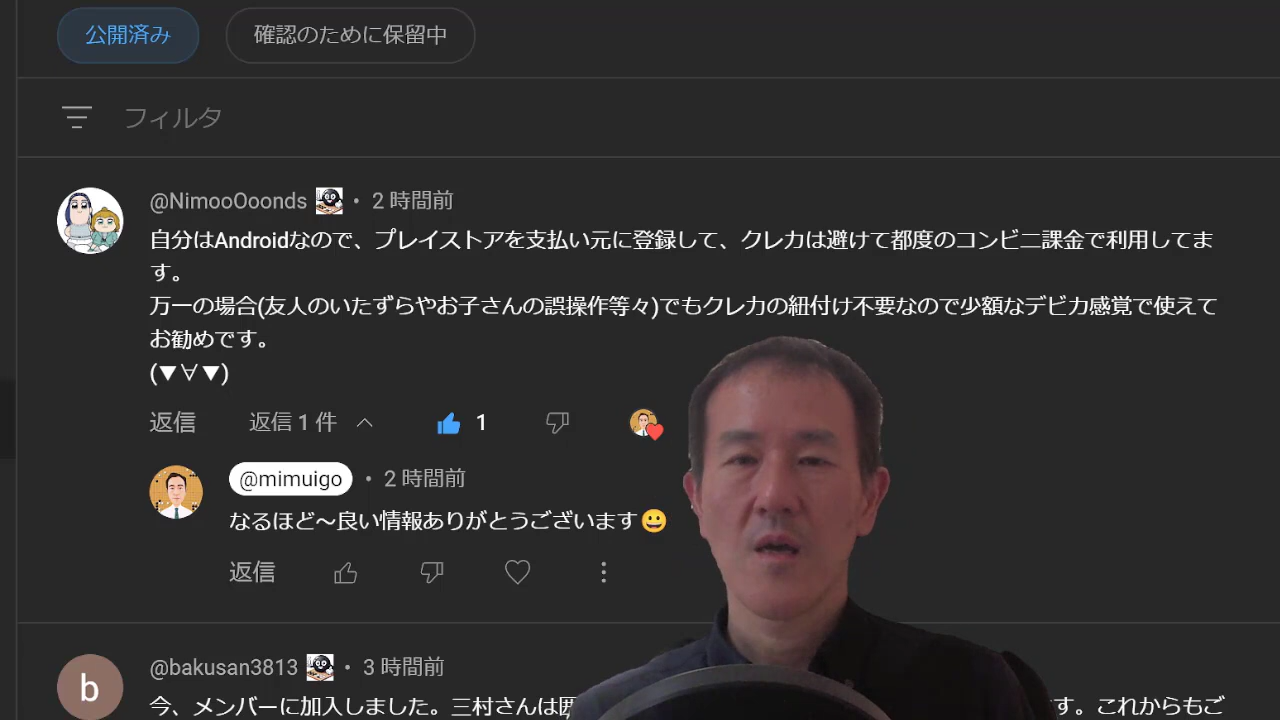 公開済み
確認のために保留中
フィルタ
@NimooOoonds • 2 時間前
自分はAndroidなので、プレイストアを支払い元に登録して、クレカは避けて都度のコンビニ課金で利用してま
す。
万一の場合(友人のいたずらやお子さんの誤操作等々)でもクレカの紐付け不要なので少額なデビカ感覚で使えて
お勧めです。
(▼∀▼)
返信 返信 1 件 1
@mimuigo • 2 時間前
なるほど〜良い情報ありがとうございます😀
返信
b
@bakusan3813 • 3 時間前
今、メンバーに加入しました。三村さんは囲 す。これからもご